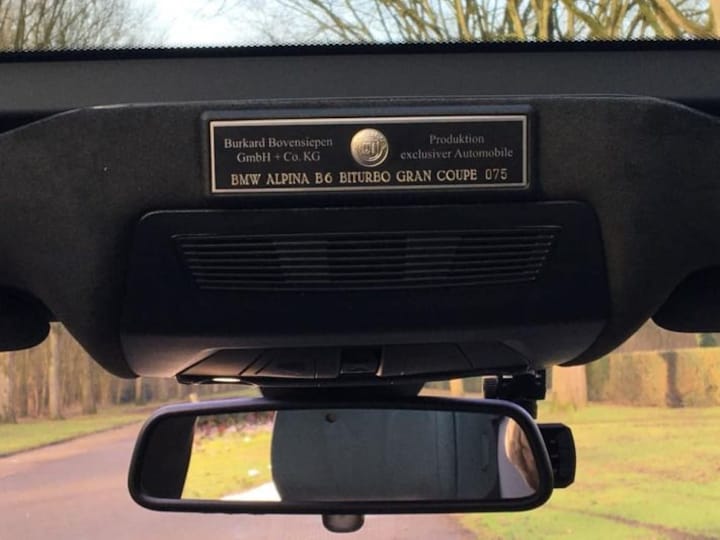 Burkard Bovensiepen
GmbH + Co. KG
Produktion
exclusiver Automobile
BMW ALPINA B6 BITURBO GRAN COUPE 075